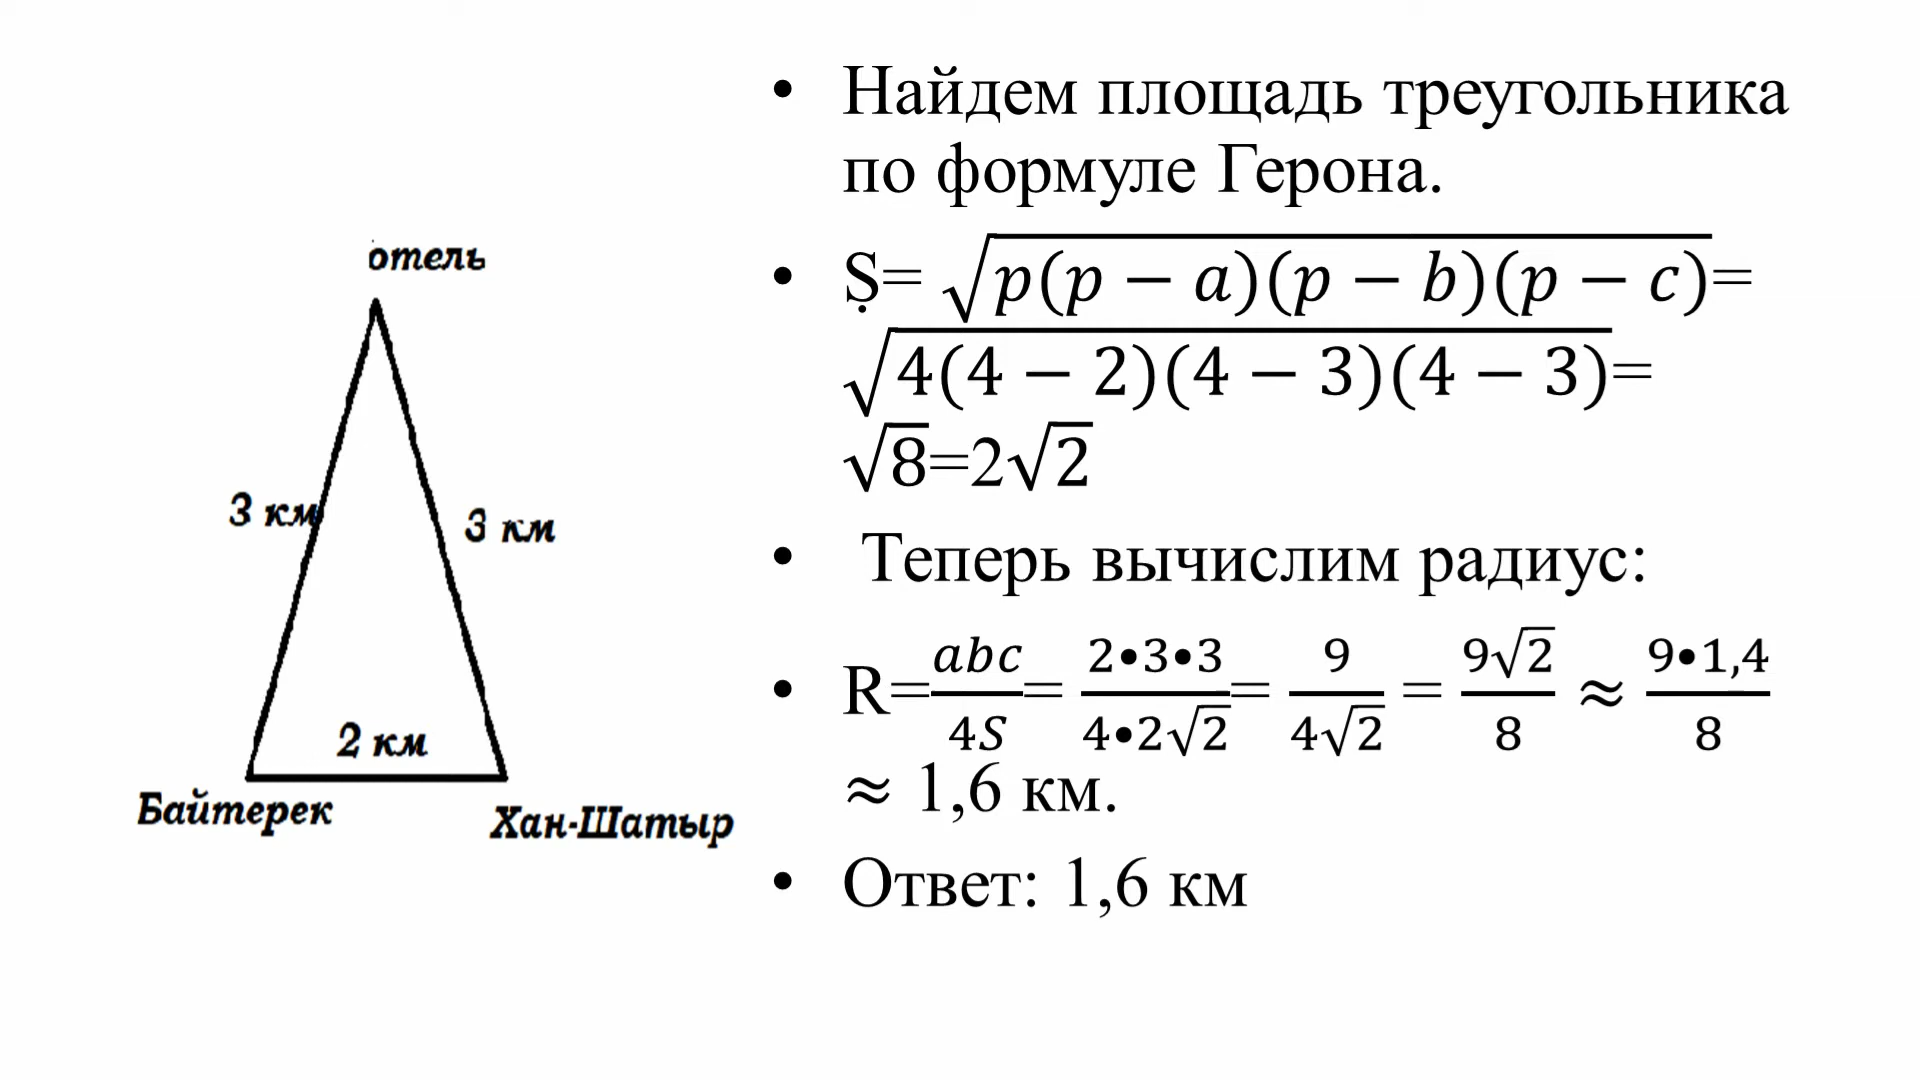 отель
3 км
3 км
2 км
Байтерек
Хан-Шатыр
• Найдем площадь треугольника
по формуле Герона.
• Ṣ= √(p(p − a)(p − b)(p − c))=
√(4(4 − 2)(4 − 3)(4 − 3))=
√8=2√2
• Теперь вычислим радиус:
• R=abc/4S= 2•3•3/4•2√2= 9/4√2 = 9√2/8 ≈ 9•1,4/8
≈ 1,6 км.
• Ответ: 1,6 км